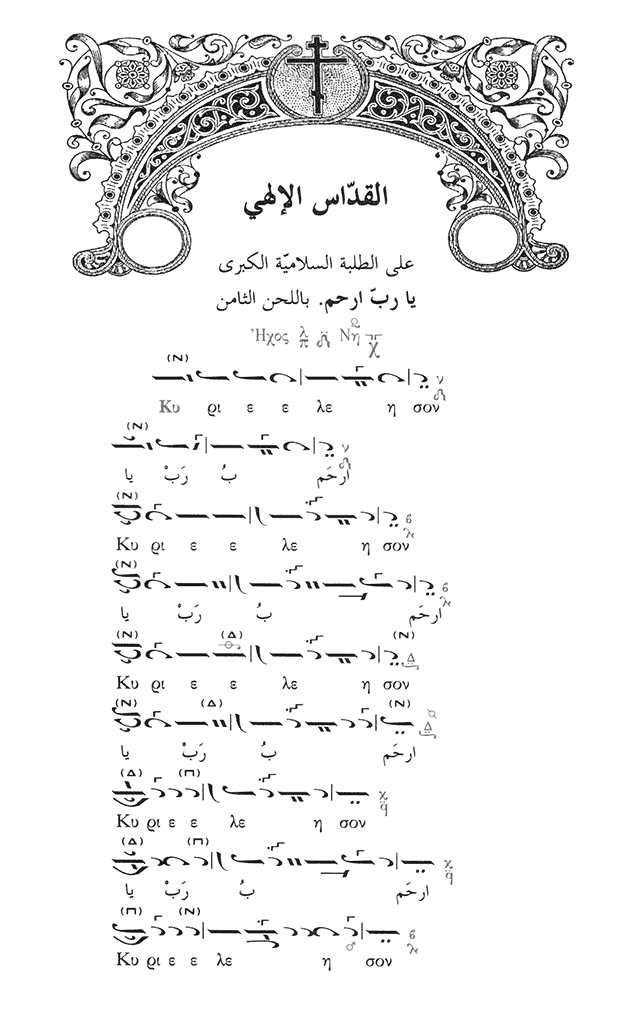 القدّاس الإلهي
على الطلبة السلاميّة الكبرى
يا ربّ ارحم. باللحن الثامن
Ἦχος λ π Νη
(Ν)
Κυ ρι ε ε λε η σον
(Ν)
يا رَبْ بُ ارحَم
(Ν)
Κυ ρι ε ε λε η σον
(Ν)
يا رَبْ بُ ارحَم
(Ν) (Δ) (Ν)
Κυ ρι ε ε λε η σον
(Ν) (Δ) (Ν)
يا رَبْ بُ ارحَم
(Δ) (Π)
Κυ ρι ε ε λε η σον
(Δ) (Π)
يا رَبْ بُ ارحَم
(Π) (Ν)
Κυ ρι ε ε λε η σον